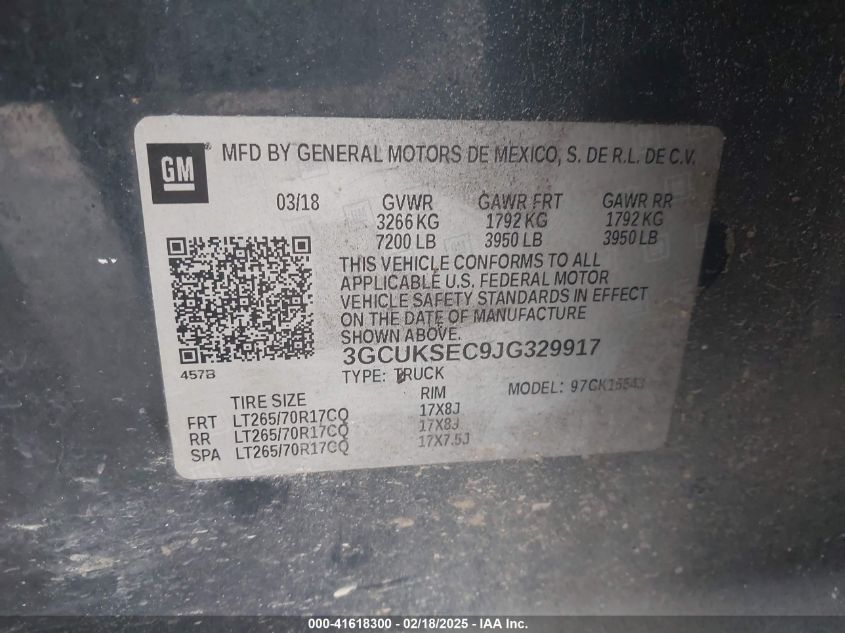 GM
MFD BY GENERAL MOTORS DE MEXICO, S. DE R.L. DE C.V.
03/18 GVWR GAWR FRT GAWR RR
3266 KG 1792 KG 1792 KG
7200 LB 3950 LB 3950 LB
THIS VEHICLE CONFORMS TO ALL
APPLICABLE U.S. FEDERAL MOTOR
VEHICLE SAFETY STANDARDS IN EFFECT
ON THE DATE OF MANUFACTURE
SHOWN ABOVE.
3GCUKSEC9JG329917
457B
TYPE: TRUCK
MODEL: 97CK15543
TIRE SIZE RIM
FRT LT265/70R17CQ 17X8J
RR LT265/70R17CQ 17X8J
SPA LT265/70R17CQ 17X7.5J
000-41618300 - 02/18/2025 - IAA Inc.